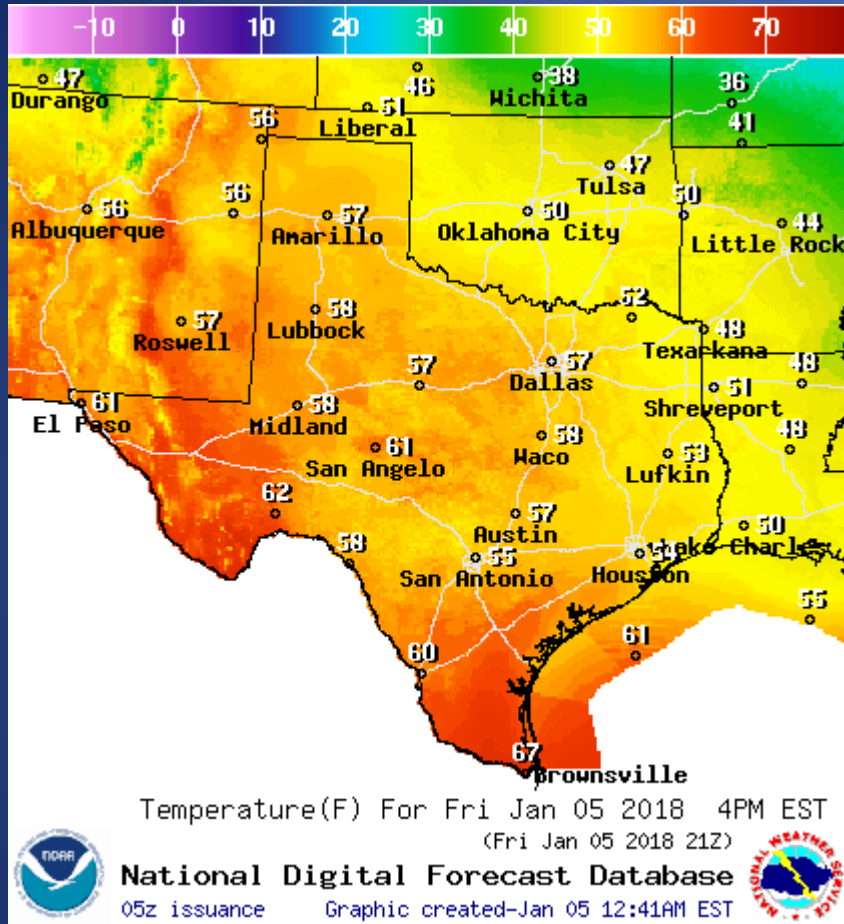 -10 0 10 20 30 40 50 60 70
47 46 38 36
Durango 51 Wichita
Liberal
56 41
47
Tulsa
56 56 57 50 50 44
Albuquerque Amarillo Oklahoma City Little Rock
57 58 52 48
Roswell Lubbock Texarkana
57 57 48
Dallas 51
61 58 Shreveport
El Paso Midland
61 58 53 48
San Angelo Waco Lufkin
62 57 50
Austin Lake Charles
58 55 54
San Antonio Houston
55
60 61
67
Brownsville
Temperature(F) For Fri Jan 05 2018 4PM EST
(Fri Jan 05 2018 21Z)
NOAA
NATIONAL WEATHER SERVICE
National Digital Forecast Database
05z issuance Graphic created-Jan 05 12:41AM EST